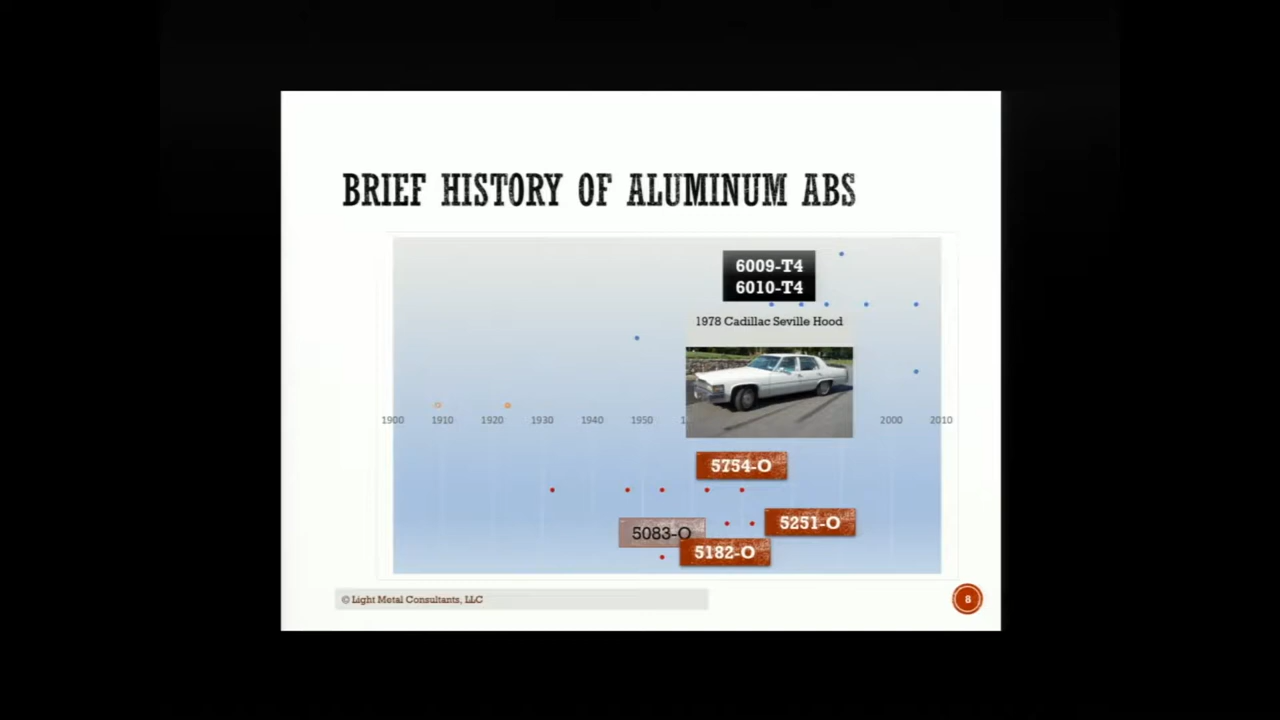 BRIEF HISTORY OF ALUMINUM ABS
6009-T4
6010-T4
1978 Cadillac Seville Hood
1900 1910 1920 1930 1940 1950 2000 2010
5754-O
5251-O
5083-O
5182-O
© Light Metal Consultants, LLC
8